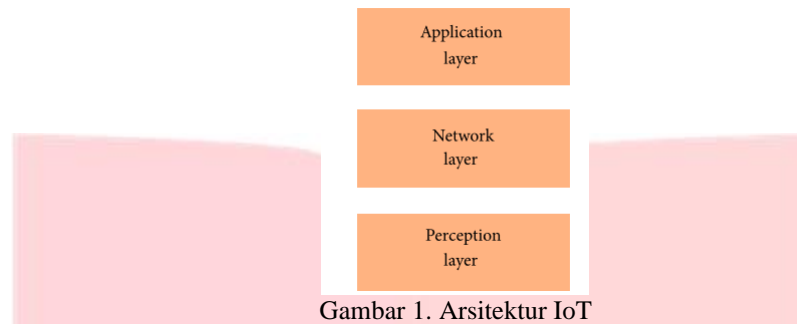 Application
layer
Network
layer
Perception
layer
Gambar 1. Arsitektur IoT